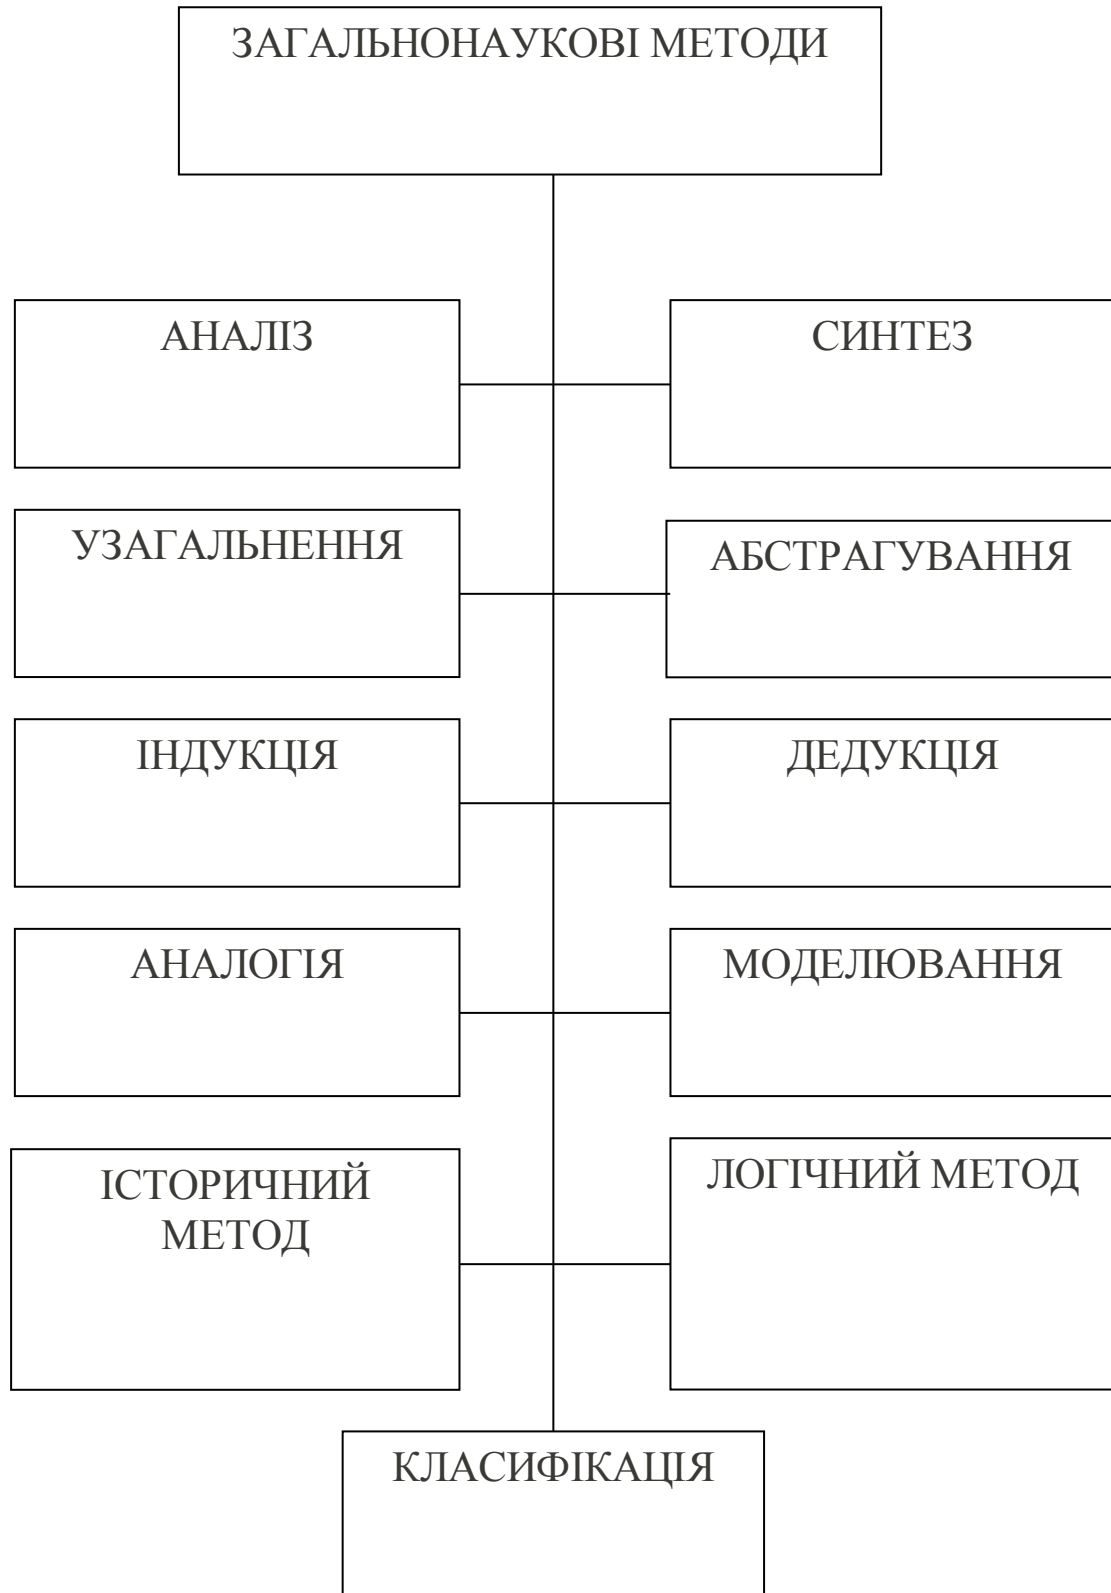 ЗАГАЛЬНОНАУКОВІ МЕТОДИ
АНАЛІЗ
СИНТЕЗ
УЗАГАЛЬНЕННЯ
АБСТРАГУВАННЯ
ІНДУКЦІЯ
ДЕДУКЦІЯ
АНАЛОГІЯ
МОДЕЛЮВАННЯ
ІСТОРИЧНИЙ
МЕТОД
ЛОГІЧНИЙ МЕТОД
КЛАСИФІКАЦІЯ